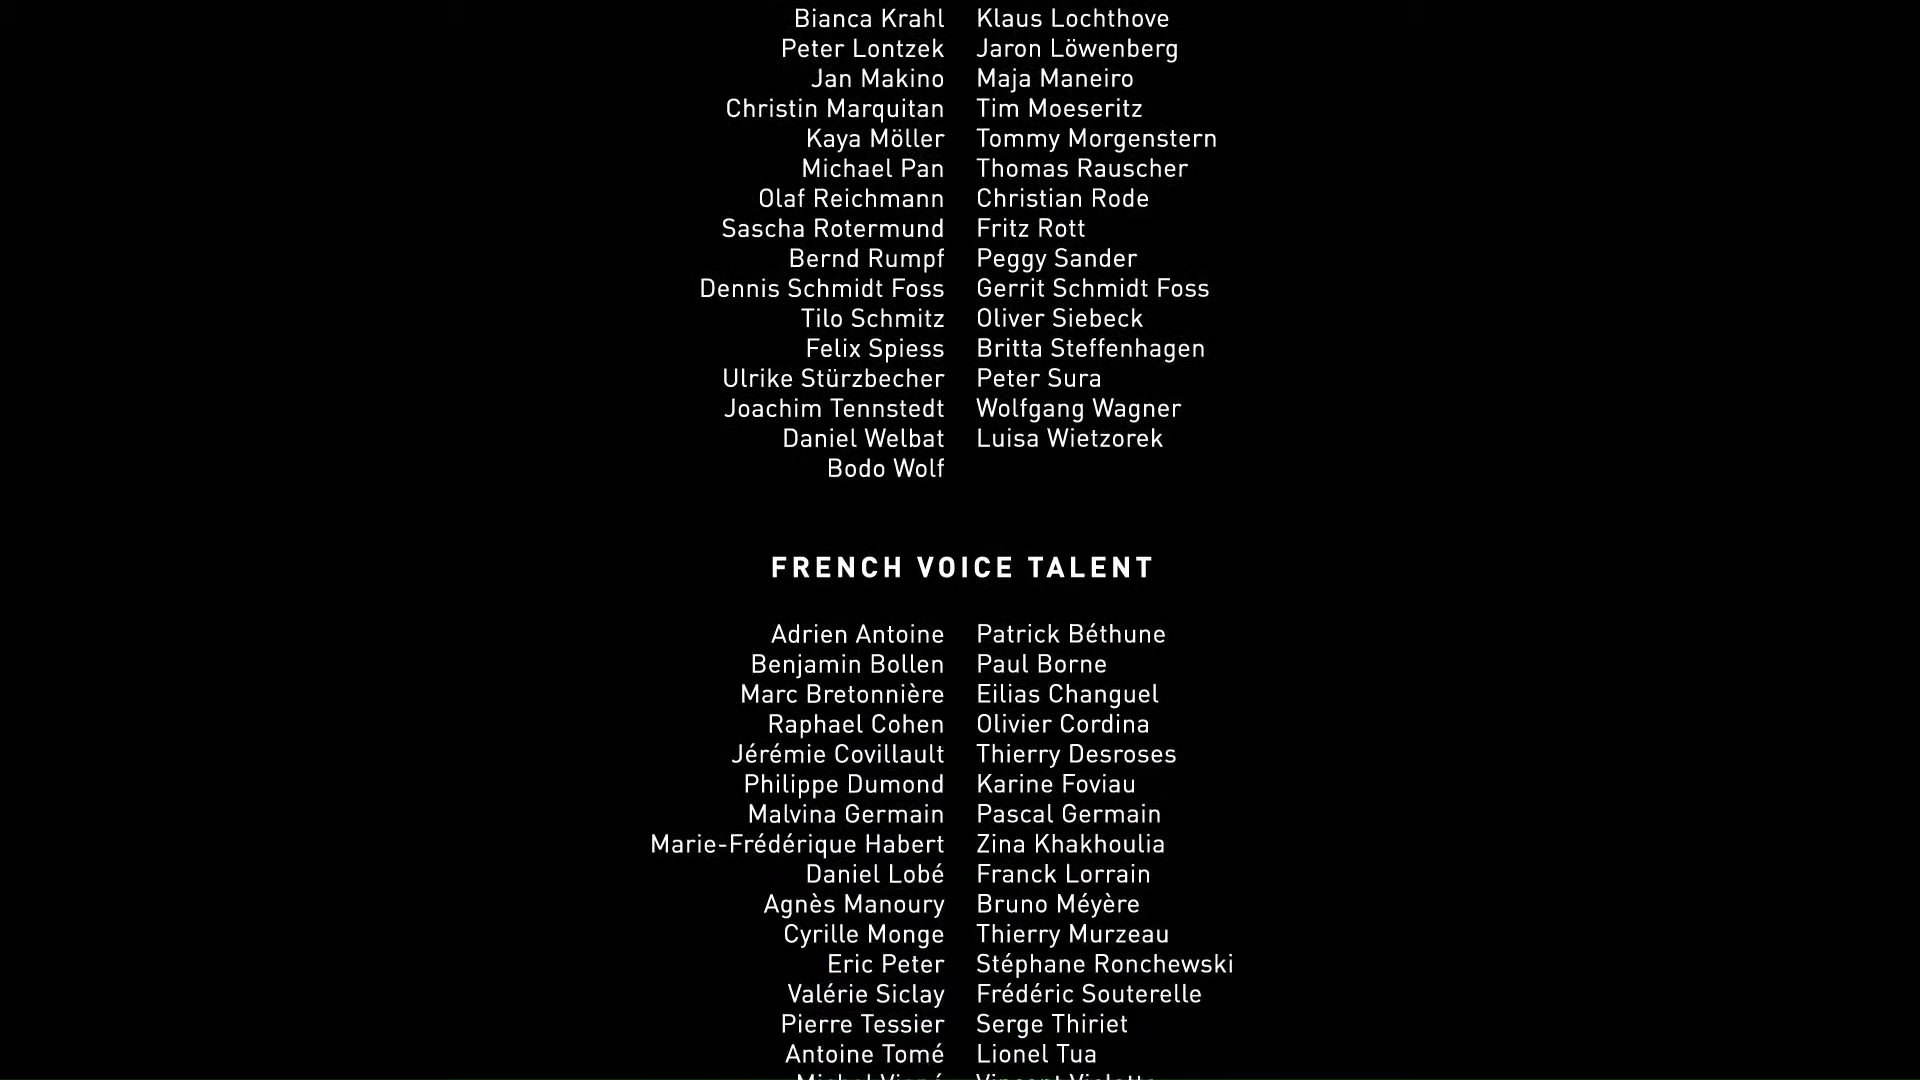 Bianca Krahl Klaus Lochthove
Peter Lontzek Jaron Löwenberg
Jan Makino Maja Maneiro
Christin Marquitan Tim Moeseritz
Kaya Möller Tommy Morgenstern
Michael Pan Thomas Rauscher
Olaf Reichmann Christian Rode
Sascha Rotermund Fritz Rott
Bernd Rumpf Peggy Sander
Dennis Schmidt Foss Gerrit Schmidt Foss
Tilo Schmitz Oliver Siebeck
Felix Spiess Britta Steffenhagen
Ulrike Stürzbecher Peter Sura
Joachim Tennstedt Wolfgang Wagner
Daniel Welbat Luisa Wietzorek
Bodo Wolf
FRENCH VOICE TALENT
Adrien Antoine Patrick Béthune
Benjamin Bollen Paul Borne
Marc Bretonnière Eilias Changuel
Raphael Cohen Olivier Cordina
Jérémie Covillault Thierry Desroses
Philippe Dumond Karine Foviau
Malvina Germain Pascal Germain
Marie-Frédérique Habert Zina Khakhoulia
Daniel Lobé Franck Lorrain
Agnès Manoury Bruno Méyère
Cyrille Monge Thierry Murzeau
Eric Peter Stéphane Ronchewski
Valérie Siclay Frédéric Souterelle
Pierre Tessier Serge Thiriet
Antoine Tomé Lionel Tua